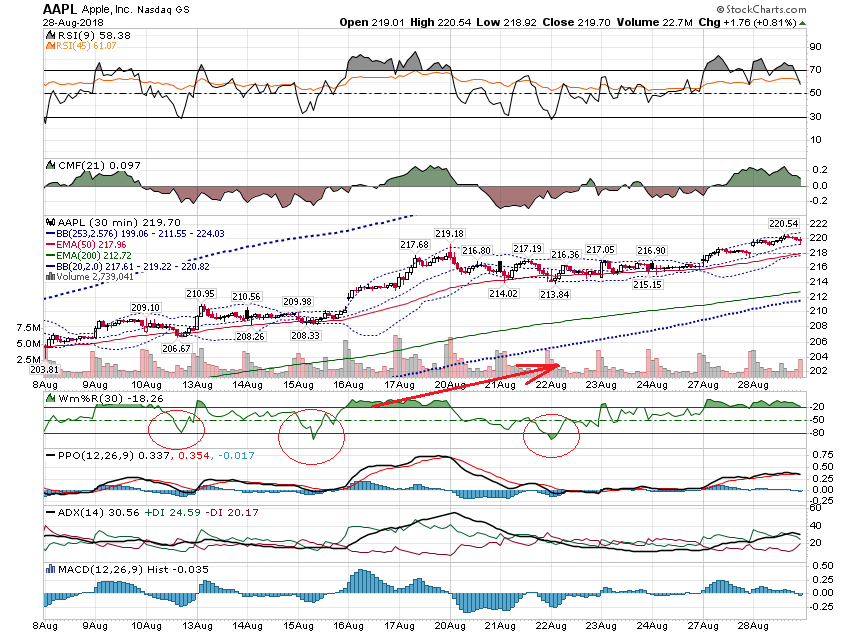 AAPL Apple, Inc. Nasdaq GS © StockCharts.com
28-Aug-2018 Open 219.01 High 220.54 Low 218.92 Close 219.70 Volume 22.7M Chg +1.76 (+0.81%)
RSI(9) 58.38
RSI(45) 61.07
90
70
50
30
10
CMF(21) 0.097
0.2
0.0
-0.2
AAPL (30 min) 219.70
BB(253,2.576) 199.06 - 211.55 - 224.03
EMA(50) 217.96
EMA(200) 212.72
BB(20,2.0) 217.61 - 219.22 - 220.82
Volume 2,739,041
220.54
219.18
217.68
216.80
217.19
216.36
217.05
216.90
214.02
213.84
215.15
210.95
210.56
209.98
209.10
208.26
208.33
206.67
203.81
222
220
218
216
214
212
210
208
206
204
202
7.5M
5.0M
2.5M
8Aug 9Aug 10Aug 13Aug 14Aug 15Aug 16Aug 17Aug 20Aug 21Aug 22Aug 23Aug 24Aug 27Aug 28Aug
Wm%R(30) -18.26
-20
-50
-80
PPO(12,26,9) 0.337, 0.354, -0.017
0.75
0.50
0.25
0.00
-0.25
ADX(14) 30.56 +DI 24.59 -DI 20.17
60
40
20
MACD(12,26,9) Hist -0.035
0.50
0.25
0.00
-0.25
8Aug 9Aug 10Aug 13Aug 14Aug 15Aug 16Aug 17Aug 20Aug 21Aug 22Aug 23Aug 24Aug 27Aug 28Aug